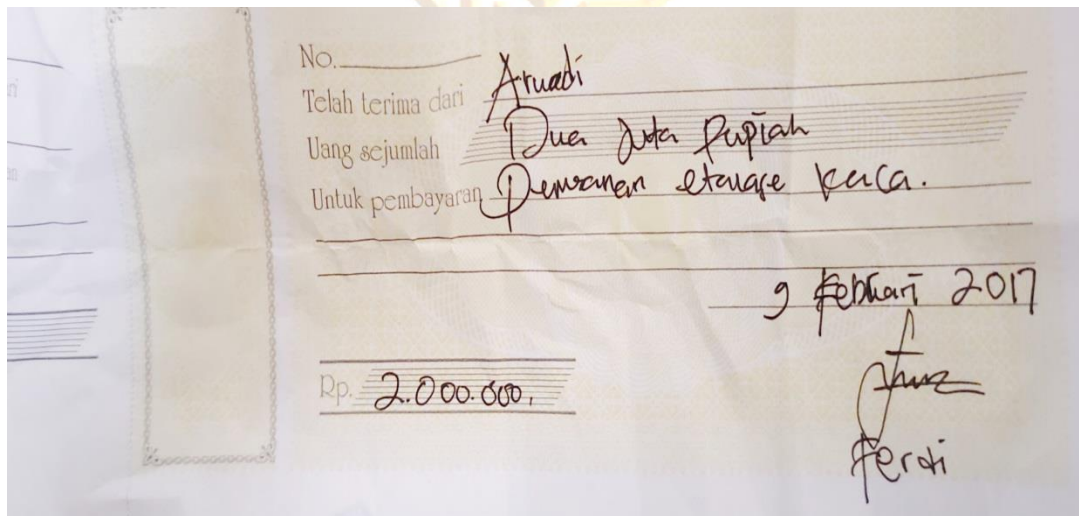 No.
Telah terima dari Aruadi
Uang sejumlah Dua Juta Rupiah
Untuk pembayaran Pemesanan etalase kaca.
9 Februari 2017
Rp. 2.000.000,
Ferdi